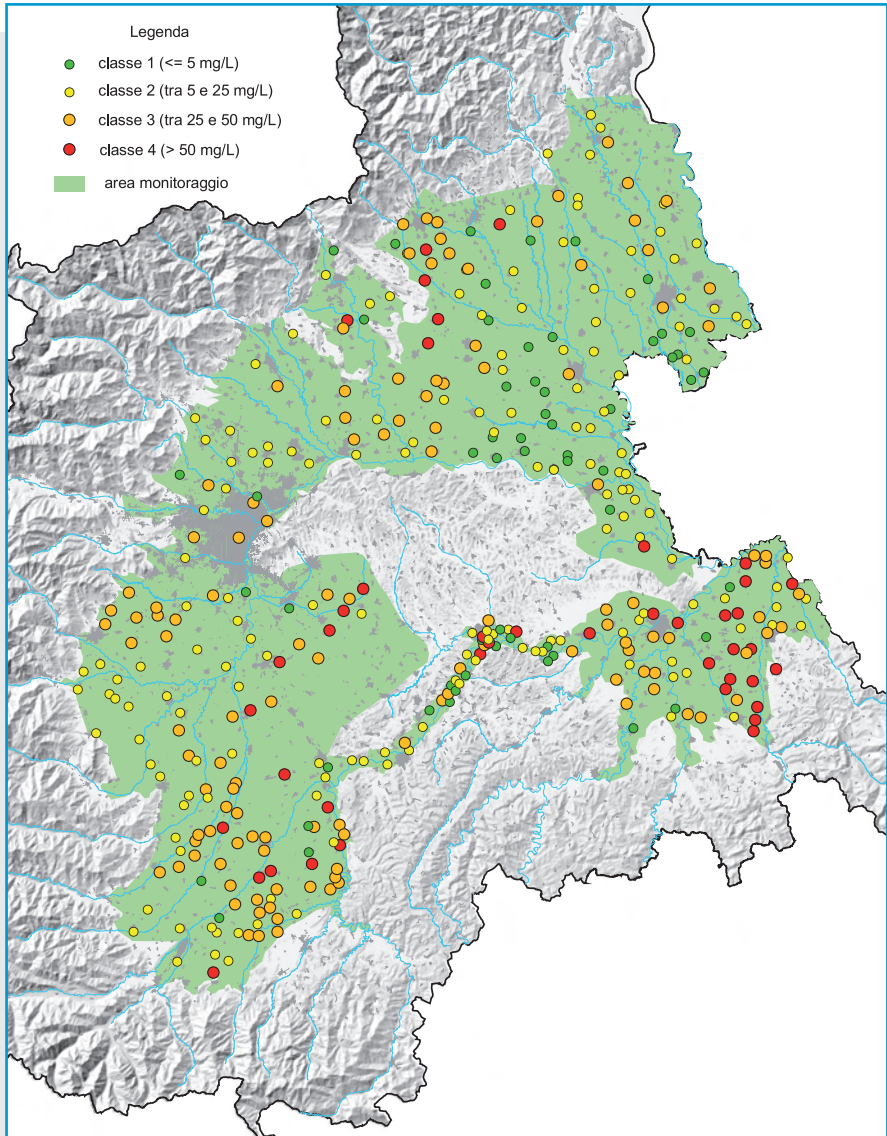 Legenda
classe 1 (<= 5 mg/L)
classe 2 (tra 5 e 25 mg/L)
classe 3 (tra 25 e 50 mg/L)
classe 4 (> 50 mg/L)
area monitoraggio